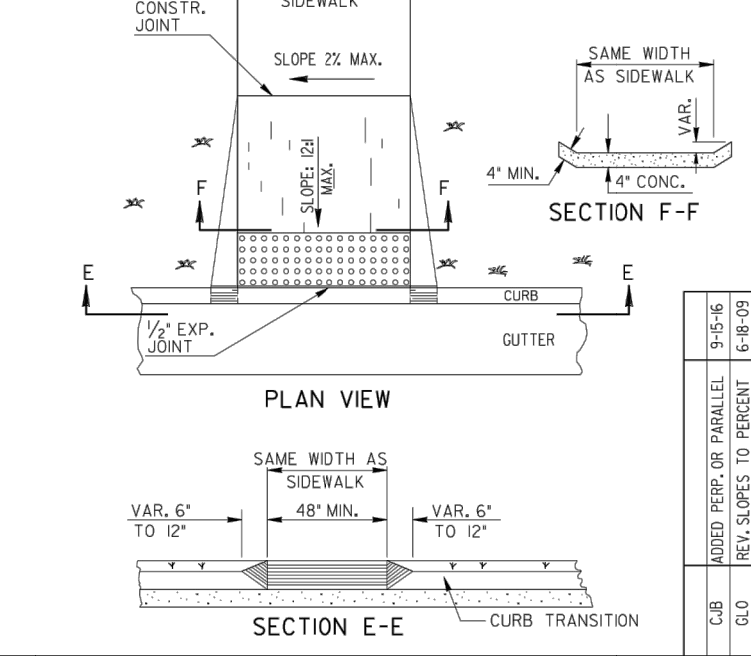 CONSTR.
JOINT
SIDEWALK
SLOPE 2% MAX.
SLOPE: 12:1
MAX.
F
F
E
E
CURB
GUTTER
1/2" EXP.
JOINT
PLAN VIEW
SAME WIDTH
AS SIDEWALK
VAR.
4" MIN.
4" CONC.
SECTION F-F
SAME WIDTH AS
SIDEWALK
48" MIN.
VAR. 6"
TO 12"
VAR. 6"
TO 12"
SECTION E-E
CURB TRANSITION
CJB ADDED PERP. OR PARALLEL 9-15-16
GLO REV. SLOPES TO PERCENT 6-18-09